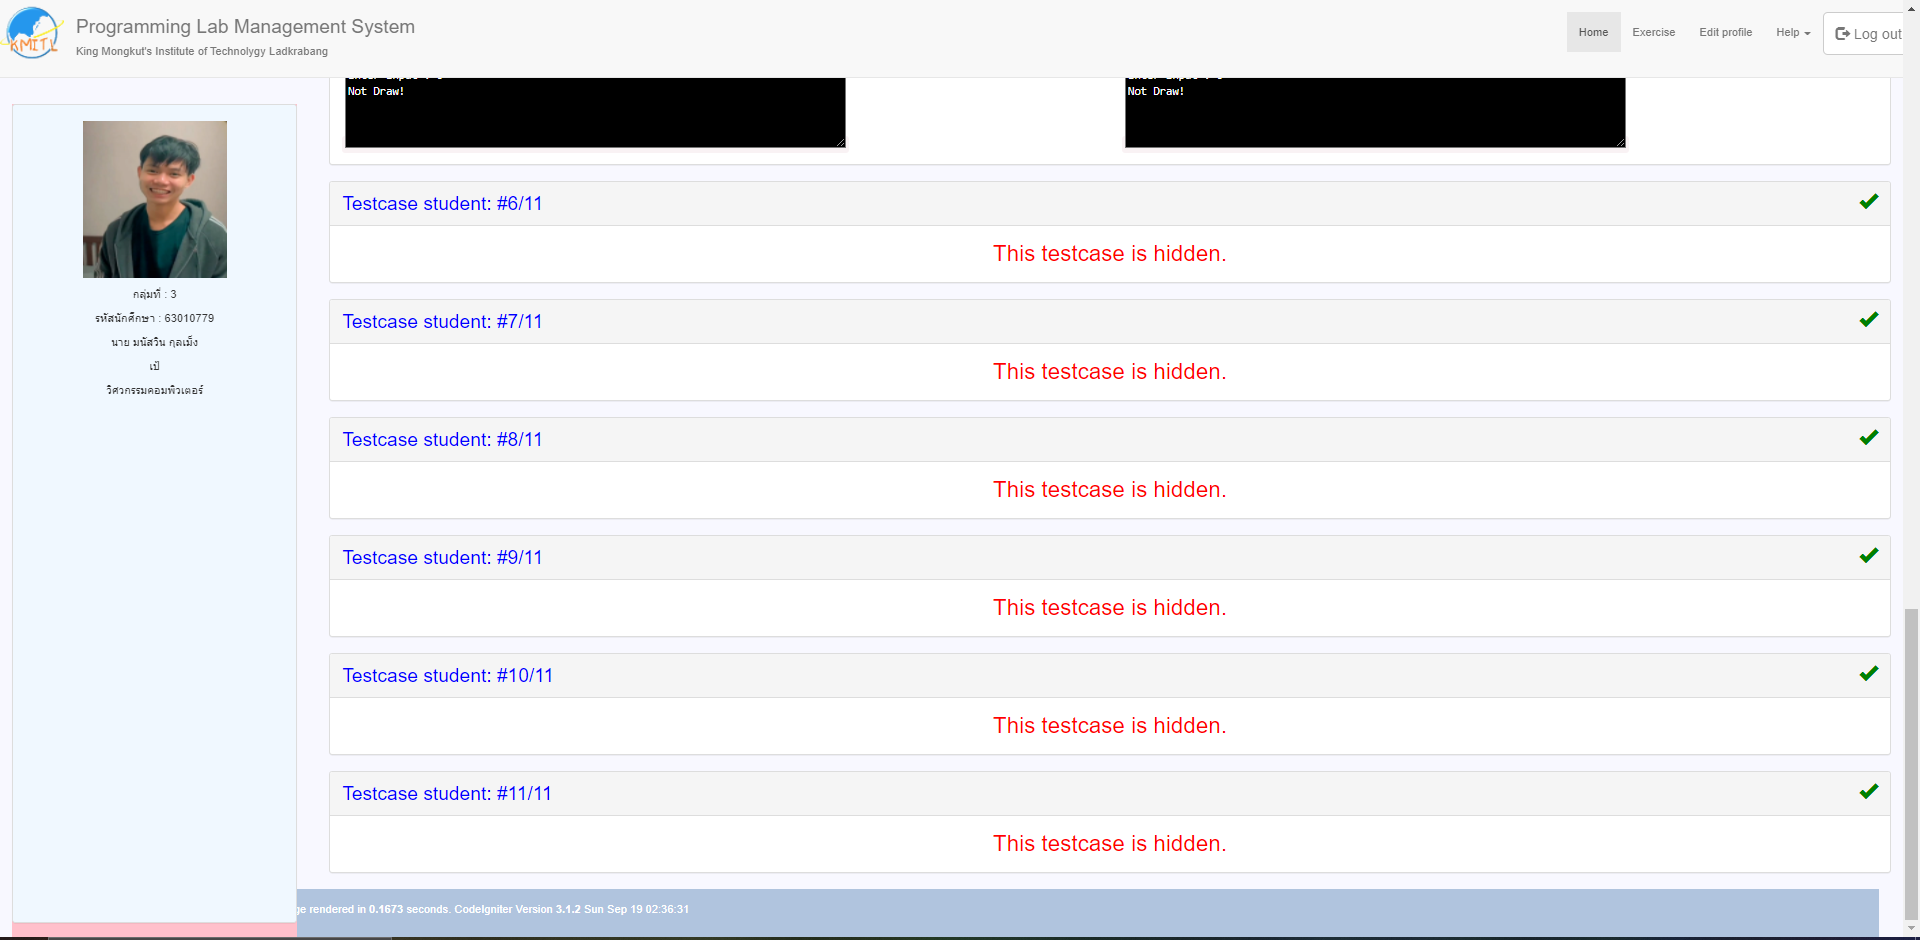 Programming Lab Management System
King Mongkut's Institute of Technolygy Ladkrabang
Home
Exercise
Edit profile
Help
Log out
KMITL
Not Draw!
Not Draw!
กลุ่มที่ : 3
รหัสนักศึกษา : 63010779
นาย มนัสวิน กุลเม็ง
เป้
วิศวกรรมคอมพิวเตอร์
Testcase student: #6/11
This testcase is hidden.
Testcase student: #7/11
This testcase is hidden.
Testcase student: #8/11
This testcase is hidden.
Testcase student: #9/11
This testcase is hidden.
Testcase student: #10/11
This testcase is hidden.
Testcase student: #11/11
This testcase is hidden.
ge rendered in 0.1673 seconds. CodeIgniter Version 3.1.2 Sun Sep 19 02:36:31